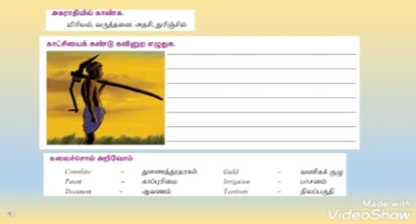 அகராதியில் காண்க.
மிரியல், வருத்தனை, அதசி, துரிஞ்சில்
காட்சியைக் கண்டு கவினுற எழுதுக.
கலைச்சொல் அறிவோம்
Consulate – துணைத்தூதரகம் Guild – வணிகக் குழு
Patent – காப்புரிமை Irrigation – பாசனம்
Document – ஆவணம் Territory – நிலப்பகுதி
Made with
VideoShow